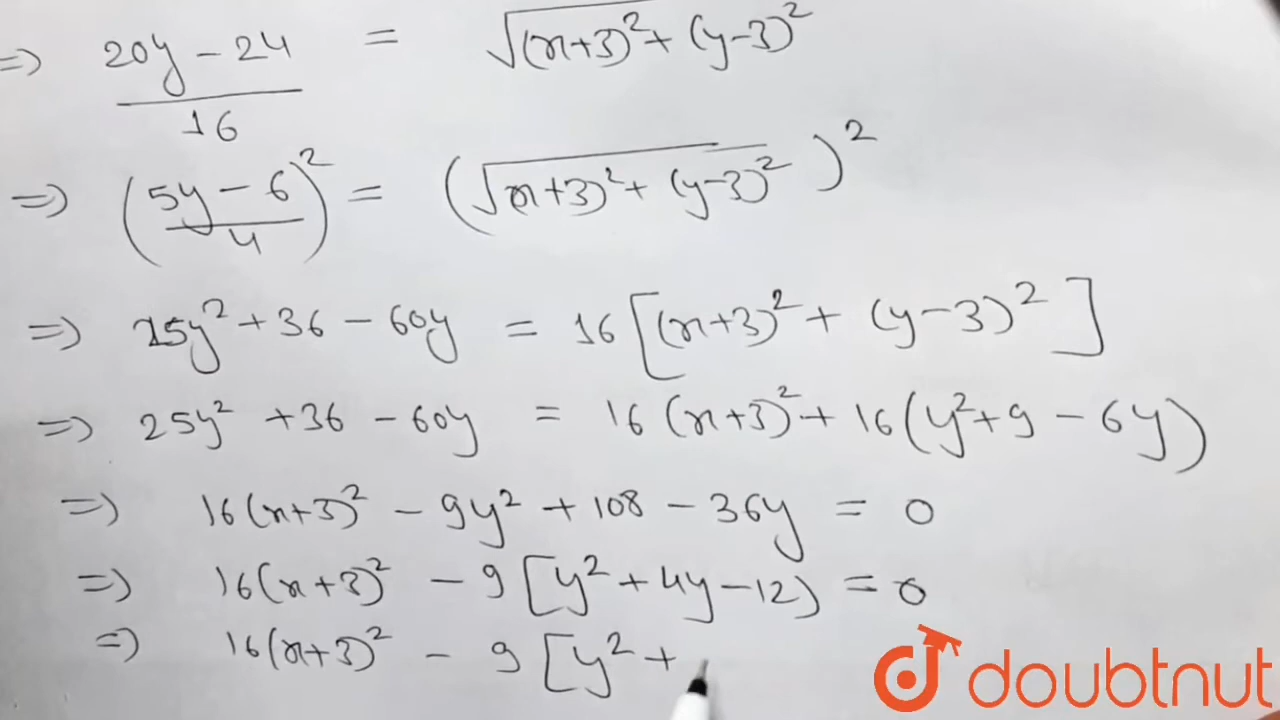 ⇒ (20y - 24)/16 = √((x+3)² + (y-3)²)
⇒ ((5y - 6)/4)² = (√((x+3)² + (y-3)²))²
⇒ 25y² + 36 - 60y = 16[(x+3)² + (y-3)²]
⇒ 25y² + 36 - 60y = 16(x+3)² + 16(y² + 9 - 6y)
⇒ 16(x+3)² - 9y² + 108 - 36y = 0
⇒ 16(x+3)² - 9[y² + 4y - 12) = 0
⇒ 16(x+3)² - 9[y² +
doubtnut